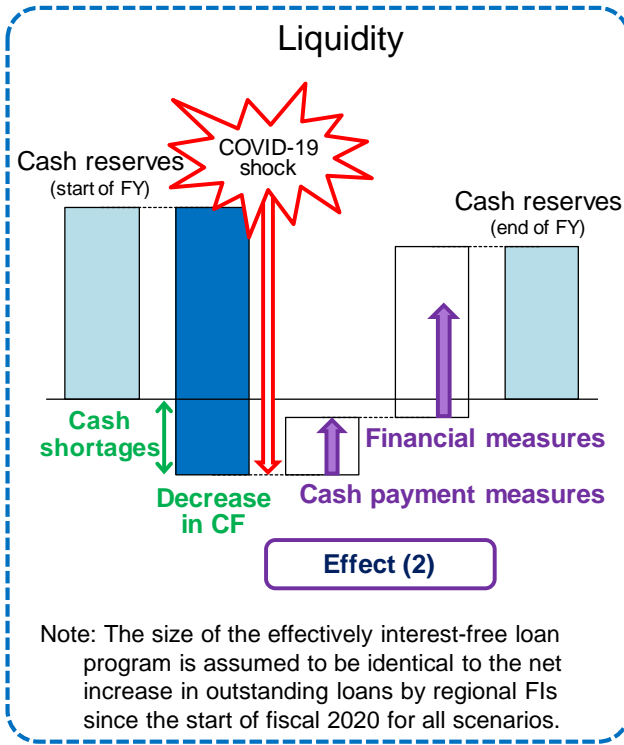 Liquidity
COVID-19
shock
Cash reserves
(start of FY)
Cash reserves
(end of FY)
Cash
shortages
Decrease
in CF
Financial measures
Cash payment measures
Effect (2)
Note: The size of the effectively interest-free loan
program is assumed to be identical to the net
increase in outstanding loans by regional FIs
since the start of fiscal 2020 for all scenarios.